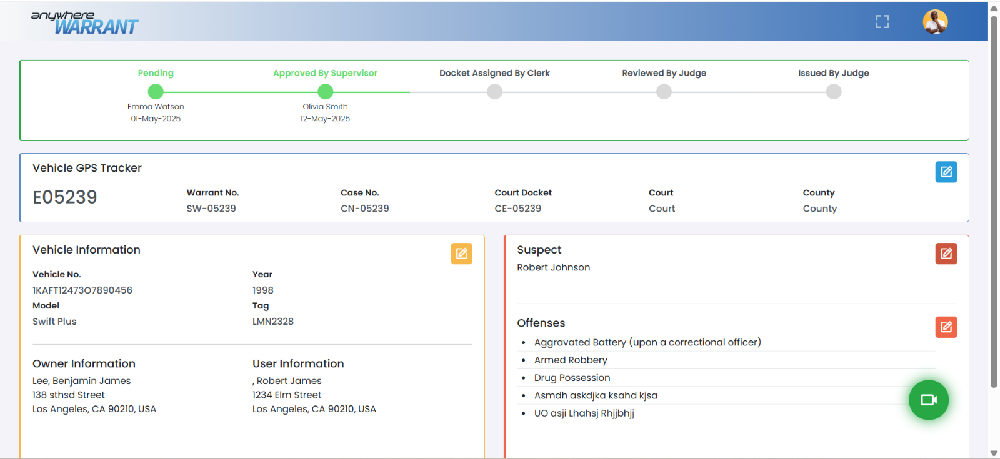 anywhere
WARRANT
Pending
Approved By Supervisor
Docket Assigned By Clerk
Reviewed By Judge
Issued By Judge
Emma Watson
01-May-2025
Olivia Smith
12-May-2025
Vehicle GPS Tracker
E05239
Warrant No.
SW-05239
Case No.
CN-05239
Court Docket
CE-05239
Court
Court
County
County
Vehicle Information
Vehicle No.
1KAFT12473O7890456
Year
1998
Model
Swift Plus
Tag
LMN2328
Owner Information
Lee, Benjamin James
138 sthsd Street
Los Angeles, CA 90210, USA
User Information
, Robert James
1234 Elm Street
Los Angeles, CA 90210, USA
Suspect
Robert Johnson
Offenses
• Aggravated Battery (upon a correctional officer)
• Armed Robbery
• Drug Possession
• Asmdh askdjka ksahd kjsa
• UO asji Lhahsj Rhjjbhjj